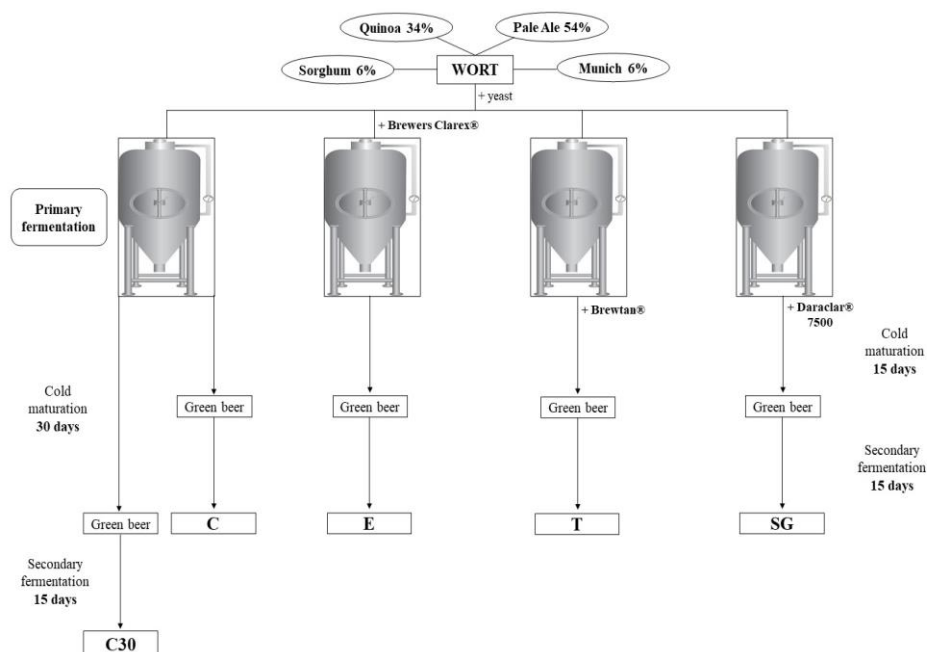 Quinoa 34%
Pale Ale 54%
Sorghum 6%
WORT
Munich 6%
+ yeast
+ Brewers Clarex®
Primary
fermentation
+ Brewtan®
+ Daraclar®
7500
Cold
maturation
15 days
Cold
maturation
30 days
Green beer
Green beer
Green beer
Green beer
Secondary
fermentation
15 days
Green beer
C
E
T
SG
Secondary
fermentation
15 days
C30